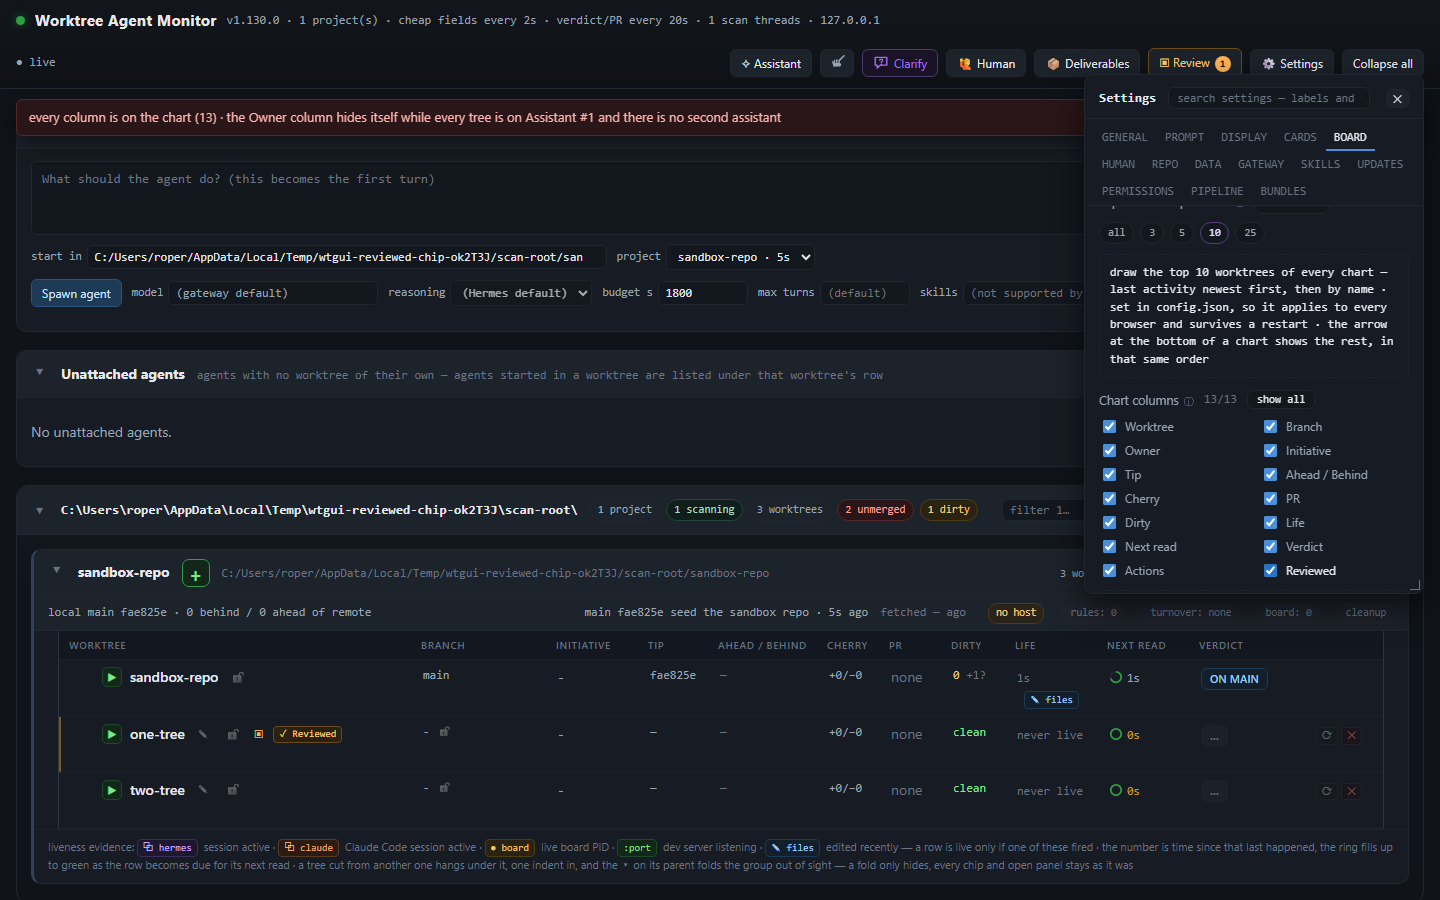 Worktree Agent Monitor v1.130.0 · 1 project(s) · cheap fields every 2s · verdict/PR every 20s · 1 scan threads · 127.0.0.1
● live
✧ Assistant
Clarify
Human
Deliverables
Review 1
Settings
Collapse all
every column is on the chart (13) · the Owner column hides itself while every tree is on Assistant #1 and there is no second assistant
What should the agent do? (this becomes the first turn)
start in C:/Users/roper/AppData/Local/Temp/wtgui-reviewed-chip-ok2T3J/scan-root/san project sandbox-repo · 5s
Spawn agent model (gateway default) reasoning (Hermes default) budget s 1800 max turns (default) skills (not supported by
Unattached agents agents with no worktree of their own — agents started in a worktree are listed under that worktree's row
No unattached agents.
C:\Users\roper\AppData\Local\Temp\wtgui-reviewed-chip-ok2T3J\scan-root\ 1 project 1 scanning 3 worktrees 2 unmerged 1 dirty filter 1…
sandbox-repo + C:/Users/roper/AppData/Local/Temp/wtgui-reviewed-chip-ok2T3J/scan-root/sandbox-repo 3 wo
local main fae825e · 0 behind / 0 ahead of remote main fae825e seed the sandbox repo · 5s ago fetched — ago no host rules: 0 turnover: none board: 0 cleanup
WORKTREE BRANCH INITIATIVE TIP AHEAD / BEHIND CHERRY PR DIRTY LIFE NEXT READ VERDICT
sandbox-repo main – fae825e — +0/−0 none 0 +1? 1s 1s ON MAIN
files
one-tree ✓ Reviewed - – — — +0/−0 none clean never live 0s …
two-tree - – — — +0/−0 none clean never live 0s …
liveness evidence: hermes session active · claude Claude Code session active · ● board live board PID · :port dev server listening · files edited recently — a row is live only if one of these fired · the number is time since that last happened, the ring fills up
to green as the row becomes due for its next read · a tree cut from another one hangs under it, one indent in, and the ▾ on its parent folds the group out of sight — a fold only hides, every chip and open panel stays as it was
Settings search settings — labels and ✕
GENERAL PROMPT DISPLAY CARDS BOARD
HUMAN REPO DATA GATEWAY SKILLS UPDATES
PERMISSIONS PIPELINE BUNDLES
all 3 5 10 25
draw the top 10 worktrees of every chart —
last activity newest first, then by name ·
set in config.json, so it applies to every
browser and survives a restart · the arrow
at the bottom of a chart shows the rest, in
that same order
Chart columns ⓘ 13/13 show all
Worktree Branch
Owner Initiative
Tip Ahead / Behind
Cherry PR
Dirty Life
Next read Verdict
Actions Reviewed